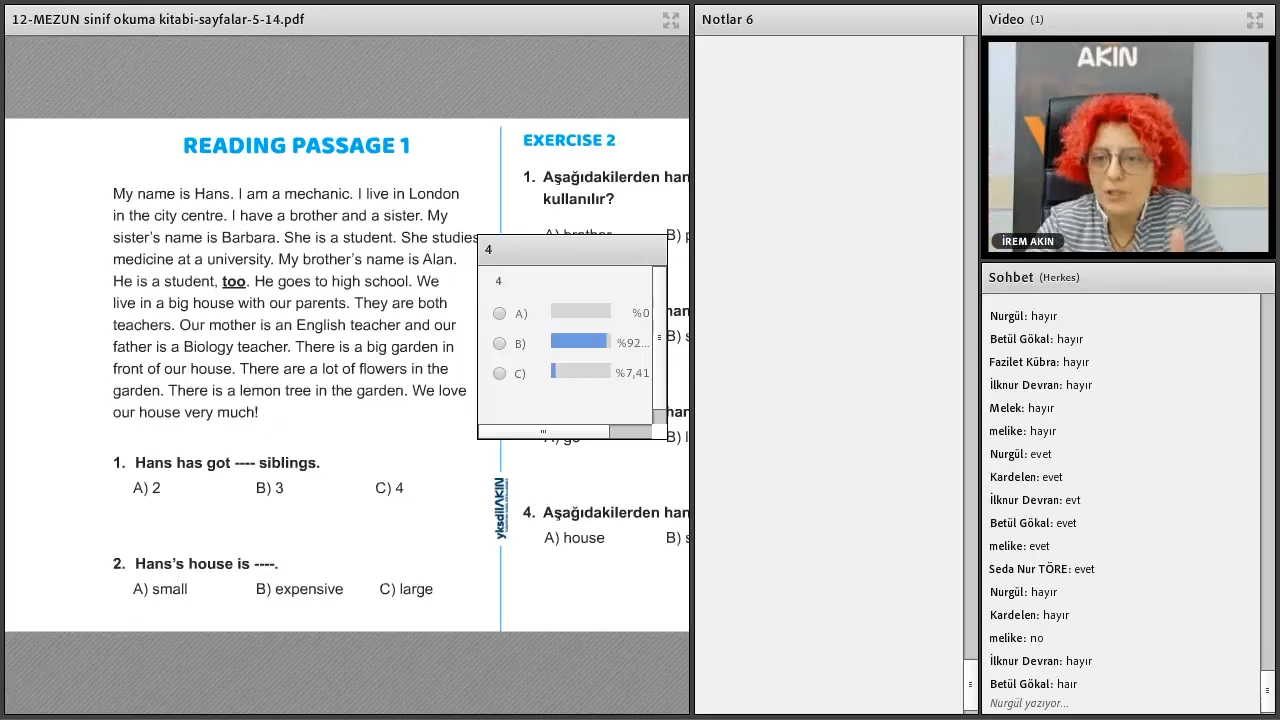 12-MEZUN sinif okuma kitabi-sayfalar-5-14.pdf
READING PASSAGE 1
My name is Hans. I am a mechanic. I live in London
in the city centre. I have a brother and a sister. My
sister's name is Barbara. She is a student. She studies
medicine at a university. My brother's name is Alan.
He is a student, too. He goes to high school. We
live in a big house with our parents. They are both
teachers. Our mother is an English teacher and our
father is a Biology teacher. There is a big garden in
front of our house. There are a lot of flowers in the
garden. There is a lemon tree in the garden. We love
our house very much!
1. Hans has got ---- siblings.
A) 2 B) 3 C) 4
2. Hans's house is ----.
A) small B) expensive C) large
yksdilAKIN
EXERCISE 2
1. Aşağıdakilerden han
kullanılır?
A) brother B) p
han
B) s
han
A) go B) l
4. Aşağıdakilerden han
A) house B) s
4
4
A) %0
B) %92...
C) %7,41
Notlar 6
Video (1)
AKIN
İREM AKIN
Sohbet (Herkes)
Nurgül: hayır
Betül Gökal: hayır
Fazilet Kübra: hayır
İlknur Devran: hayır
Melek: hayır
melike: hayır
Nurgül: evet
Kardelen: evet
İlknur Devran: evt
Betül Gökal: evet
melike: evet
Seda Nur TÖRE: evet
Nurgül: hayır
Kardelen: hayır
melike: no
İlknur Devran: hayır
Betül Gökal: haır
Nurgül yazıyor...